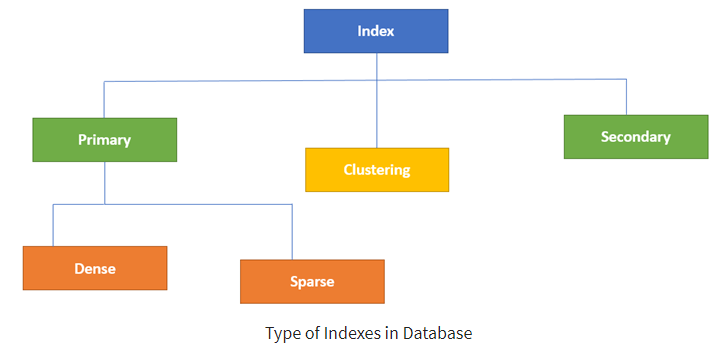 Index
Primary
Clustering
Secondary
Dense
Sparse
Type of Indexes in Database